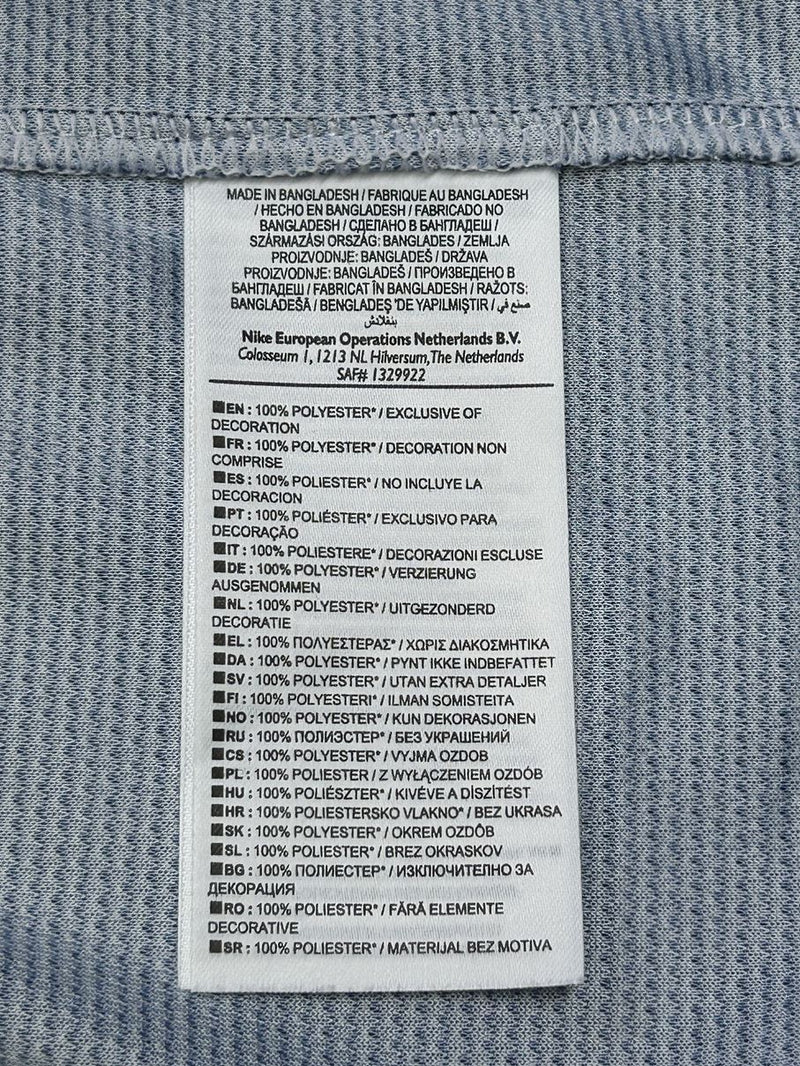 MADE IN BANGLADESH / FABRIQUE AU BANGLADESH
/ HECHO EN BANGLADESH / FABRICADO NO
BANGLADESH / СДЕЛАНО В БАНГЛАДЕШ /
SZÁRMAZÁSI ORSZÁG: BANGLADES / ZEMLJA
PROIZVODNJE: BANGLADEŠ / DRŽAVA
PROIZVODNJE: BANGLADEŠ / ПРОИЗВЕДЕНО В
БАНГЛАДЕШ / FABRICAT ÎN BANGLADESH / RAŽOTS:
BANGLADEŠĀ / BENGLADEŞ'DE YAPILMIŞTIR / صنع في
بنغلادش
Nike European Operations Netherlands B.V.
Colosseum 1, 1213 NL Hilversum, The Netherlands
SAF# 1329922
EN : 100% POLYESTER* / EXCLUSIVE OF
DECORATION
FR : 100% POLYESTER* / DECORATION NON
COMPRISE
ES : 100% POLIESTER* / NO INCLUYE LA
DECORACION
PT : 100% POLIÉSTER* / EXCLUSIVO PARA
DECORAÇÃO
IT : 100% POLIESTERE* / DECORAZIONI ESCLUSE
DE : 100% POLYESTER* / VERZIERUNG
AUSGENOMMEN
NL : 100% POLYESTER* / UITGEZONDERD
DECORATIE
EL : 100% ΠΟΛΥΕΣΤΕΡΑΣ* / ΧΩΡΙΣ ΔΙΑΚΟΣΜΗΤΙΚΑ
DA : 100% POLYESTER* / PYNT IKKE INDBEFATTET
SV : 100% POLYESTER* / UTAN EXTRA DETALJER
FI : 100% POLYESTERI* / ILMAN SOMISTEITA
NO : 100% POLYESTER* / KUN DEKORASJONEN
RU : 100% ПОЛИЭСТЕР* / БЕЗ УКРАШЕНИЙ
CS : 100% POLYESTER* / VYJMA OZDOB
PL : 100% POLIESTER / Z WYŁĄCZENIEM OZDÓB
HU : 100% POLIÉSZTER* / KIVÉVE A DÍSZÍTÉST
HR : 100% POLIESTERSKO VLAKNO* / BEZ UKRASA
SK : 100% POLYESTER* / OKREM OZDÔB
SL : 100% POLIESTER* / BREZ OKRASKOV
BG : 100% ПОЛИЕСТЕР* / ИЗКЛЮЧИТЕЛНО ЗА
ДЕКОРАЦИЯ
RO : 100% POLIESTER* / FĂRĂ ELEMENTE
DECORATIVE
SR : 100% POLIESTER* / MATERIJAL BEZ MOTIVA